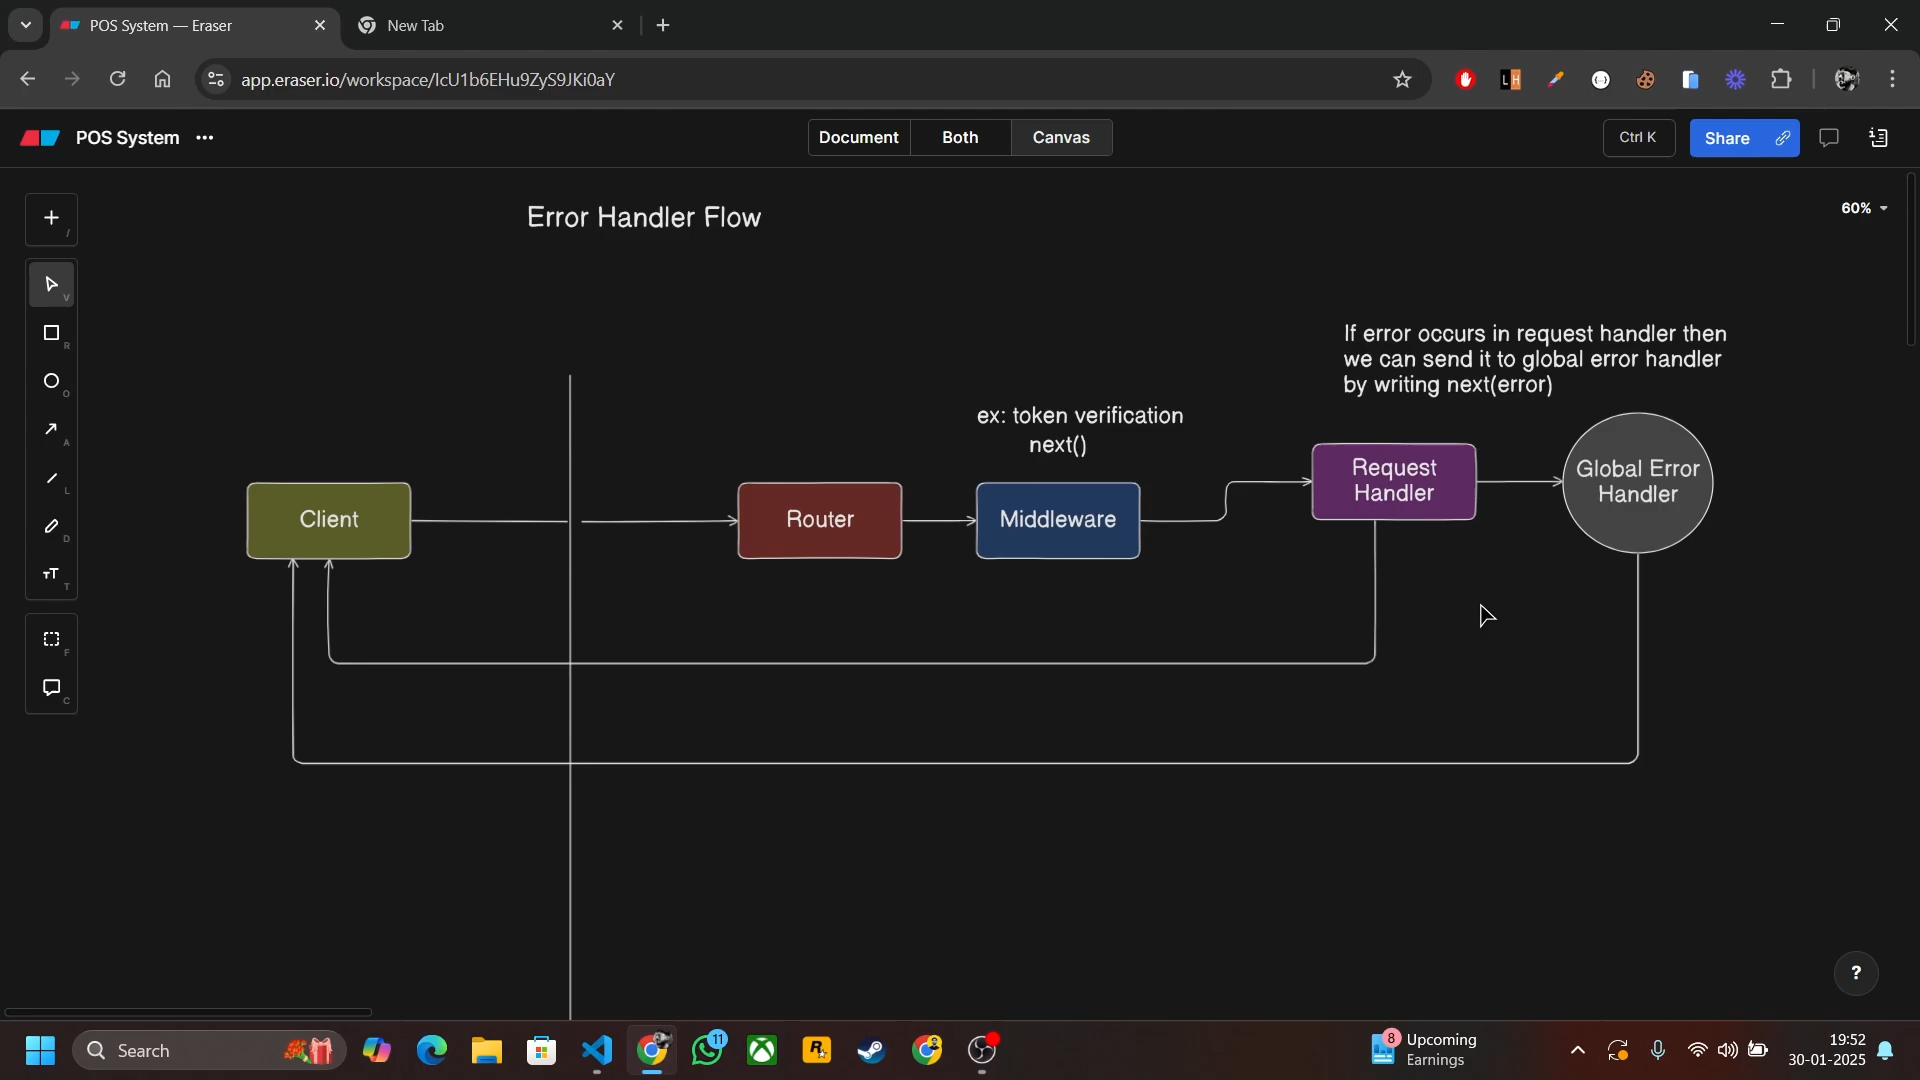 POS System — Eraser
New Tab
app.eraser.io/workspace/IcU1b6EHu9ZyS9JKi0aY
LH
POS System
Document
Both
Canvas
Ctrl K
Share
Error Handler Flow
60%
/
V
R
O
A
L
D
T
F
C
If error occurs in request handler then
we can send it to global error handler
by writing next(error)
ex: token verification
next()
Client
Router
Middleware
Request
Handler
Global Error
Handler
?
Search
11
8
Upcoming
Earnings
19:52
30-01-2025